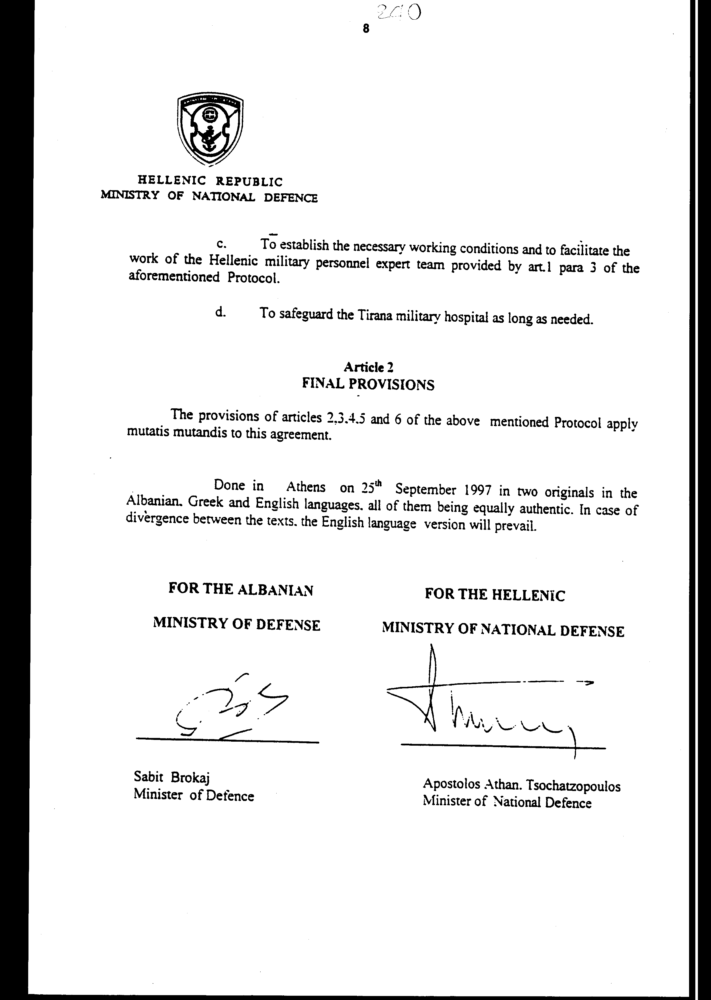 240
8
HELLENIC REPUBLIC
MINISTRY OF NATIONAL DEFENCE
c. To establish the necessary working conditions and to facilitate the
work of the Hellenic military personnel expert team provided by art.1 para 3 of the
aforementioned Protocol.
d. To safeguard the Tirana military hospital as long as needed.
Article 2
FINAL PROVISIONS
The provisions of articles 2,3,4,5 and 6 of the above mentioned Protocol apply
mutatis mutandis to this agreement.
Done in Athens on 25th September 1997 in two originals in the
Albanian, Greek and English languages, all of them being equally authentic. In case of
divergence between the texts, the English language version will prevail.
FOR THE ALBANIAN
MINISTRY OF DEFENSE
FOR THE HELLENIC
MINISTRY OF NATIONAL DEFENSE
Sabit Brokaj
Minister of Defence
Apostolos Athan. Tsochatzopoulos
Minister of National Defence